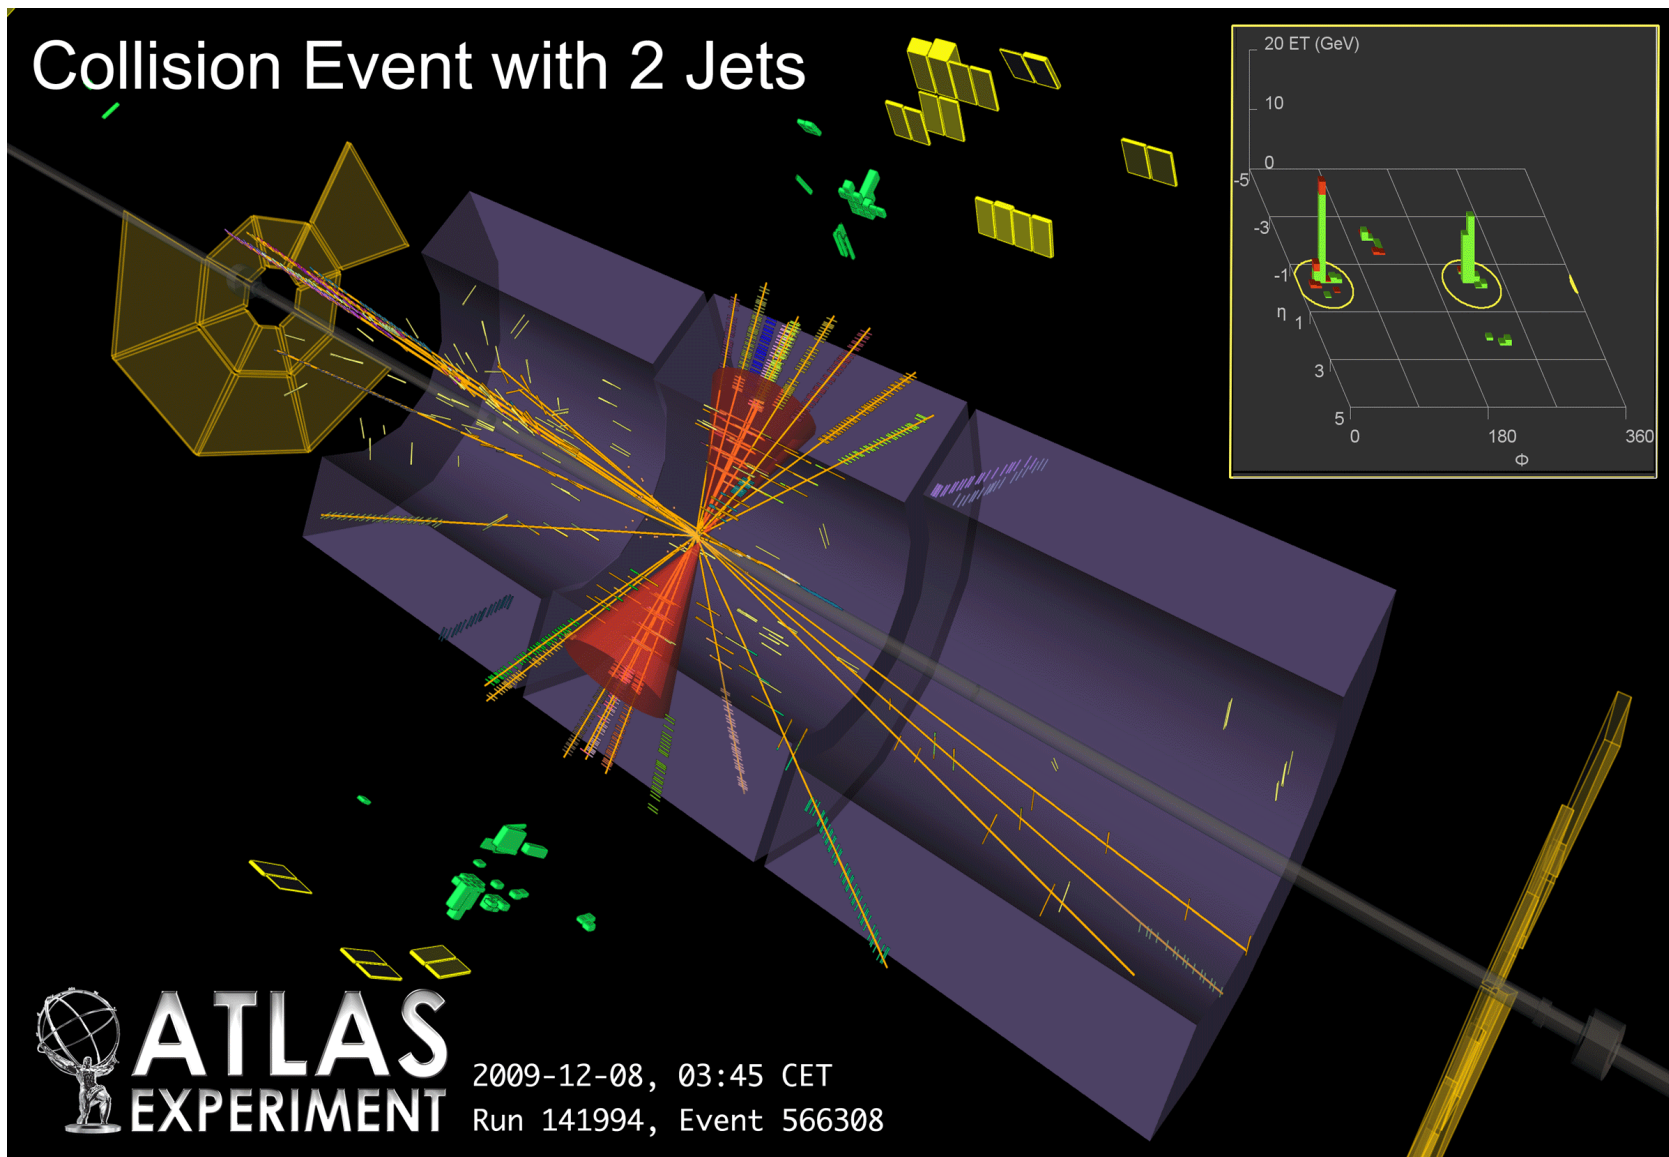 Collision Event with 2 Jets
20 ET (GeV)
10
0
-5
-3
-1
η
1
3
5
0
180
360
Φ
ATLAS
EXPERIMENT
2009-12-08, 03:45 CET
Run 141994, Event 566308